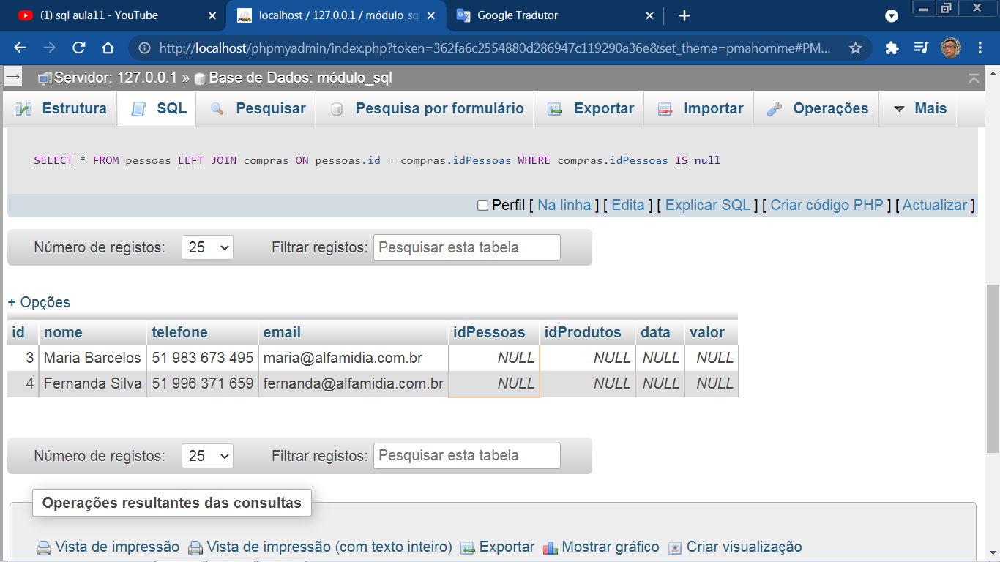 (1) sql aula11 - YouTube
localhost / 127.0.0.1 / módulo_sq
Google Tradutor
http://localhost/phpmyadmin/index.php?token=362fa6c2554880d286947c119290a36e&set_theme=pmahomme#PM...
Servidor: 127.0.0.1 » Base de Dados: módulo_sql
Estrutura SQL Pesquisar Pesquisa por formulário Exportar Importar Operações Mais
SELECT * FROM pessoas LEFT JOIN compras ON pessoas.id = compras.idPessoas WHERE compras.idPessoas IS null
Perfil [ Na linha ] [ Edita ] [ Explicar SQL ] [ Criar código PHP ] [ Actualizar ]
Número de registos: 25 Filtrar registos: Pesquisar esta tabela
+ Opções
id nome telefone email idPessoas idProdutos data valor
3 Maria Barcelos 51 983 673 495 maria@alfamidia.com.br NULL NULL NULL NULL
4 Fernanda Silva 51 996 371 659 fernanda@alfamidia.com.br NULL NULL NULL NULL
Número de registos: 25 Filtrar registos: Pesquisar esta tabela
Operações resultantes das consultas
Vista de impressão Vista de impressão (com texto inteiro) Exportar Mostrar gráfico Criar visualização